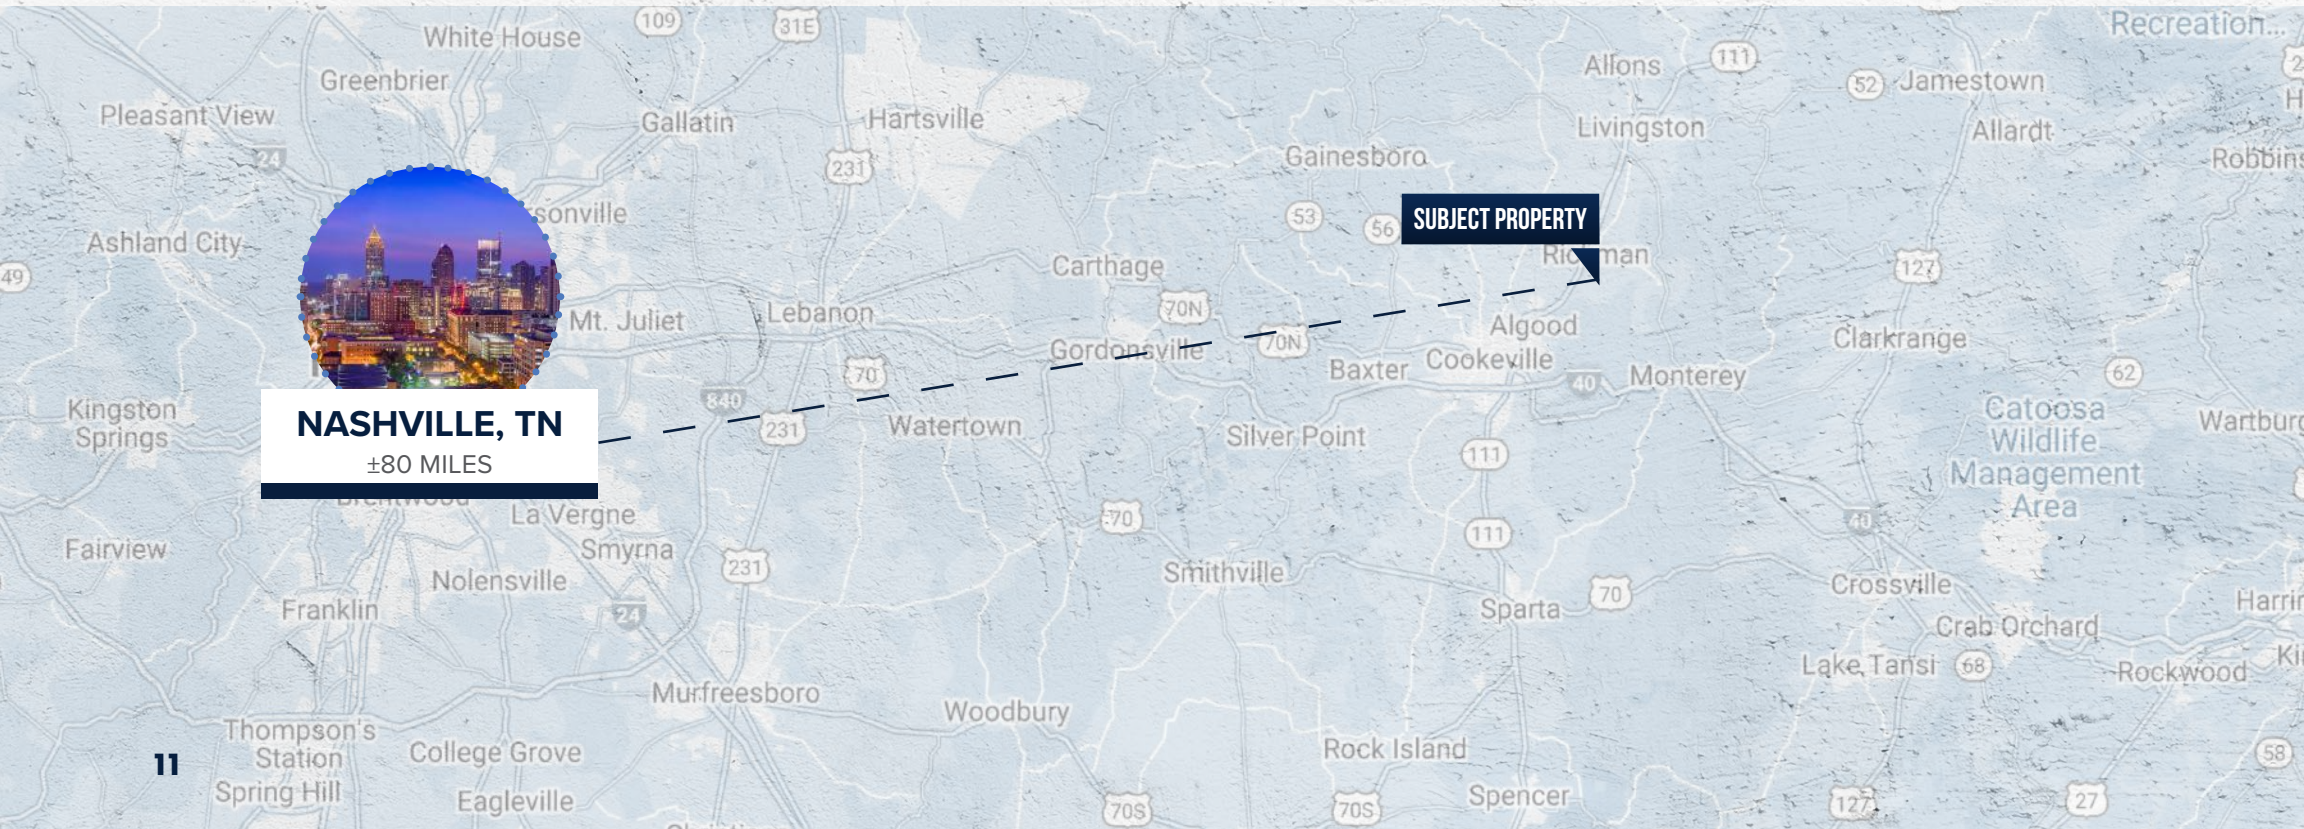 Recreation...
109
31E
White House
Allons
111
Greenbrier
52
Jamestown
Pleasant View
Gallatin
Hartsville
Livingston
Allardt
24
231
Gainesboro
Robbins
53
56
SUBJECT PROPERTY
sonville
Ashland City
Carthage
127
49
70N
Mt. Juliet
Lebanon
Algood
Clarkrange
70N
Gordonsville
Cookeville
Baxter
70
40
Monterey
62
840
Kingston
Springs
NASHVILLE, TN
±80 MILES
231
Watertown
Silver Point
Catoosa
Wildlife
Management
Area
Wartburg
111
Brentwood
La Vergne
70
40
Fairview
Smyrna
111
231
Nolensville
Smithville
Crossville
Franklin
24
Sparta
70
Crab Orchard
Lake Tansi
68
Rockwood
Murfreesboro
Woodbury
Thompson's
Station
College Grove
Rock Island
58
11
Spring Hill
Eagleville
70S
70S
Spencer
127
27